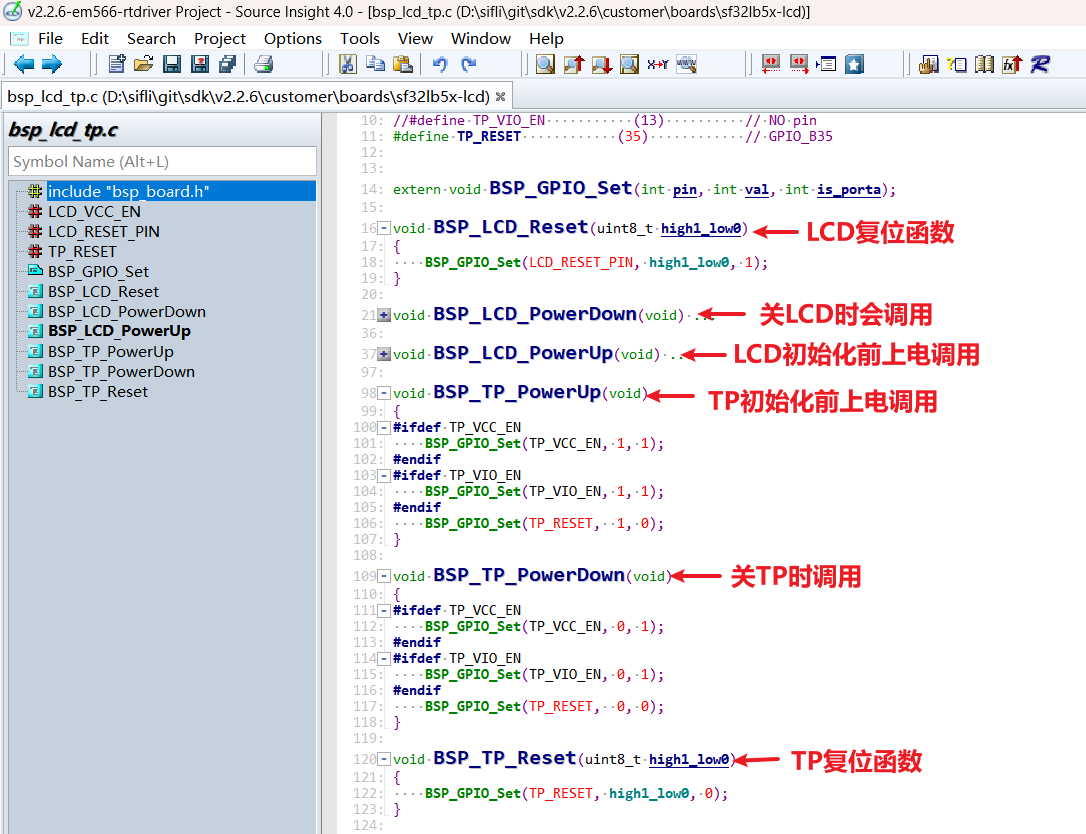 v2.2.6-em566-rtdriver Project - Source Insight 4.0 - [bsp_lcd_tp.c (D:\sifli\git\sdk\v2.2.6\customer\boards\sf32lb5x-lcd)]
File Edit Search Project Options Tools View Window Help
bsp_lcd_tp.c (D:\sifli\git\sdk\v2.2.6\customer\boards\sf32lb5x-lcd)
bsp_lcd_tp.c
Symbol Name (Alt+L)
include "bsp_board.h"
LCD_VCC_EN
LCD_RESET_PIN
TP_RESET
BSP_GPIO_Set
BSP_LCD_Reset
BSP_LCD_PowerDown
BSP_LCD_PowerUp
BSP_TP_PowerUp
BSP_TP_PowerDown
BSP_TP_Reset
10: //#define TP_VIO_EN···········(13)··········//·NO pin
11: #define·TP_RESET············(35)············//·GPIO_B35
12:
13:
14: extern void BSP_GPIO_Set(int pin, int val, int is_porta);
15:
16: void·BSP_LCD_Reset(uint8_t·high1_low0) LCD复位函数
17: {
18: ····BSP_GPIO_Set(LCD_RESET_PIN,·high1_low0,·1);
19: }
20:
21: void·BSP_LCD_PowerDown(void)·... 关LCD时会调用
36:
37: void·BSP_LCD_PowerUp(void)·... LCD初始化前上电调用
97:
98: void·BSP_TP_PowerUp(void) TP初始化前上电调用
99: {
100: #ifdef·TP_VCC_EN
101: ····BSP_GPIO_Set(TP_VCC_EN,·1,·1);
102: #endif
103: #ifdef·TP_VIO_EN
104: ····BSP_GPIO_Set(TP_VIO_EN,·1,·1);
105: #endif
106: ····BSP_GPIO_Set(TP_RESET,··1,·0);
107: }
108:
109: void·BSP_TP_PowerDown(void) 关TP时调用
110: {
111: #ifdef·TP_VCC_EN
112: ····BSP_GPIO_Set(TP_VCC_EN,·0,·1);
113: #endif
114: #ifdef·TP_VIO_EN
115: ····BSP_GPIO_Set(TP_VIO_EN,·0,·1);
116: #endif
117: ····BSP_GPIO_Set(TP_RESET,··0,·0);
118: }
119:
120: void·BSP_TP_Reset(uint8_t·high1_low0) TP复位函数
121: {
122: ····BSP_GPIO_Set(TP_RESET,·high1_low0,·0);
123: }
124: